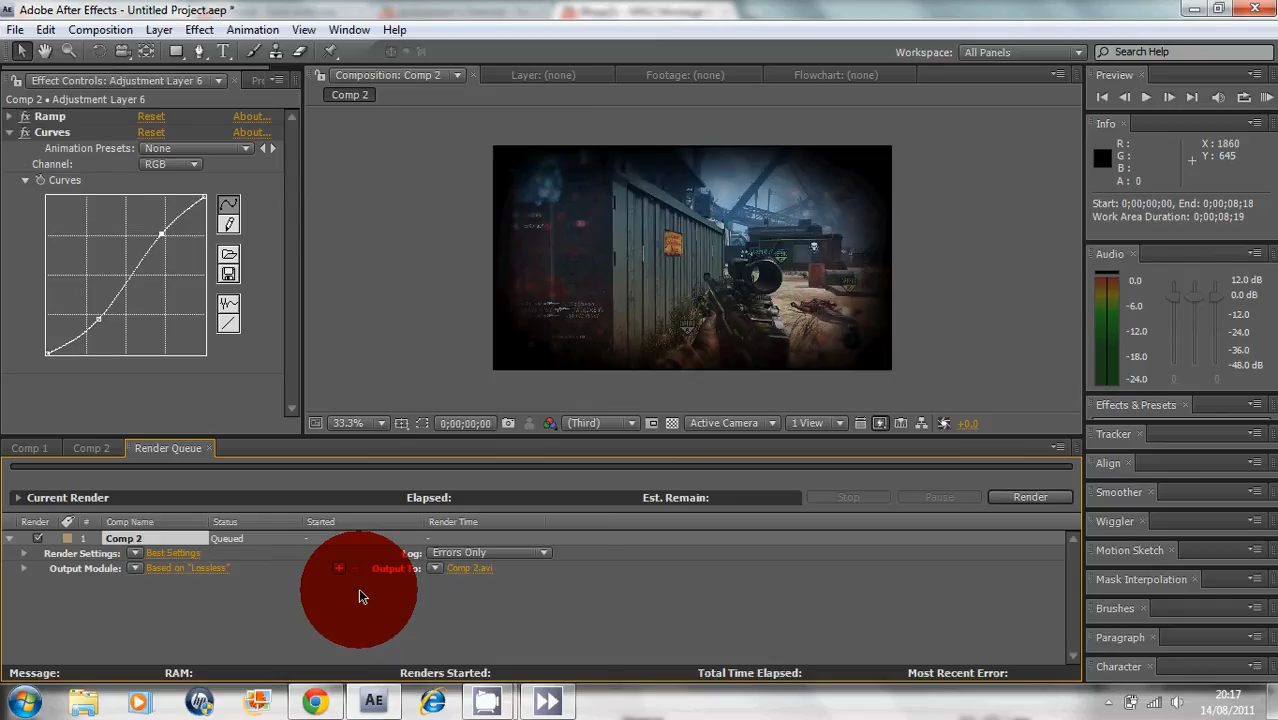 Adobe After Effects - Untitled Project.aep *
File Edit Composition Layer Effect Animation View Window Help
Workspace: All Panels Search Help
Effect Controls: Adjustment Layer 6
Composition: Comp 2 Layer: (none) Footage: (none) Flowchart: (none)
Preview
Comp 2 • Adjustment Layer 6
Comp 2
fx Ramp Reset About...
fx Curves Reset About...
Animation Presets: None
Channel: RGB
Curves
Info
R :
G :
B :
A : 0
X : 1860
Y : 645
Start: 0;00;00;00, End: 0;00;08;18
Work Area Duration: 0;00;08;19
Audio
0.0
-6.0
-12.0
-18.0
-24.0
12.0 dB
0.0 dB
-12.0
-24.0
-36.0
-48.0 dB
33.3% 0;00;00;00 (Third) Active Camera 1 View +0.0
Effects & Presets
Tracker
Align
Smoother
Wiggler
Motion Sketch
Mask Interpolation
Brushes
Paragraph
Character
Comp 1 Comp 2 Render Queue
Current Render Elapsed: Est. Remain: Stop Pause Render
Render # Comp Name Status Started Render Time
1 Comp 2 Queued - -
Render Settings: Best Settings Log: Errors Only
Output Module: Based on "Lossless" + - Output To: Comp 2.avi
Message: RAM: Renders Started: Total Time Elapsed: Most Recent Error:
Ae
20:17
14/08/2011